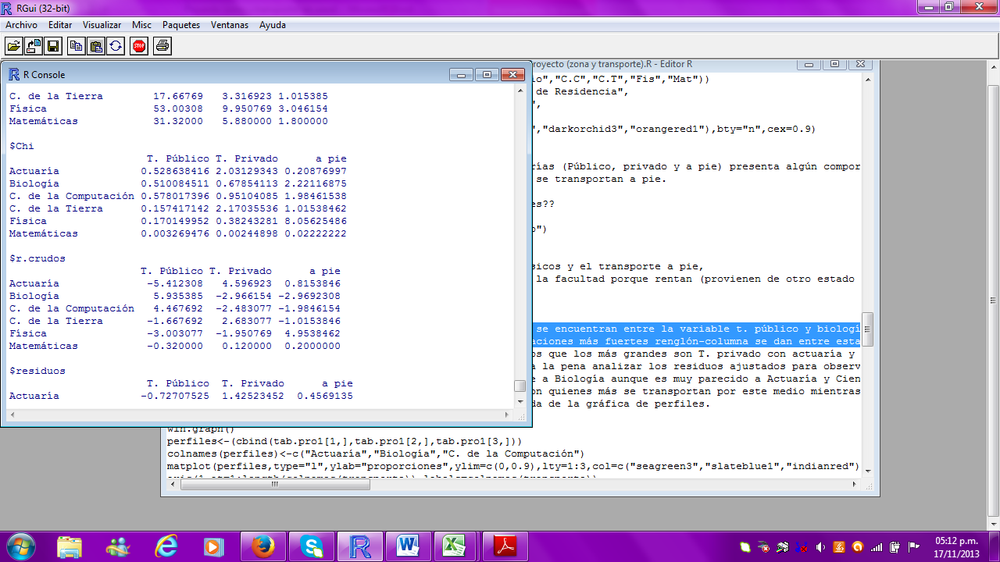 RGui (32-bit)
Archivo Editar Visualizar Misc Paquetes Ventanas Ayuda
STOP
R Console
C. de la Tierra 17.66769 3.316923 1.015385
Física 53.00308 9.950769 3.046154
Matemáticas 31.32000 5.880000 1.800000
$Chi
T. Público T. Privado a pie
Actuaría 0.528638416 2.03129343 0.20876997
Biología 0.510084511 0.67854113 2.22116875
C. de la Computación 0.578017396 0.95104085 1.98461538
C. de la Tierra 0.157417142 2.17035536 1.01538462
Física 0.170149952 0.38243281 8.05625486
Matemáticas 0.003269476 0.00244898 0.02222222
$r.crudos
T. Público T. Privado a pie
Actuaría -5.412308 4.596923 0.8153846
Biología 5.935385 -2.966154 -2.9692308
C. de la Computación 4.467692 -2.483077 -1.9846154
C. de la Tierra -1.667692 2.683077 -1.0153846
Física -3.003077 -1.950769 4.9538462
Matemáticas -0.320000 0.120000 0.2000000
$residuos
T. Público T. Privado a pie
Actuaría -0.72707525 1.42523452 0.4569135
royecto (zona y transporte).R - Editor R
io","C.C","C.T","Fis","Mat"))
de Residencia",
",
","darkorchid3","orangered1"),bty="n",cex=0.9)
rías (Público, privado y a pie) presenta algún compor
se transportan a pie.
es??
o")
sicos y el transporte a pie,
la facultad porque rentan (provienen de otro estado
se encuentran entre la variable t. público y biologí
aciones más fuertes renglón-columna se dan entre esta
os que los más grandes son T. privado con actuaría y
a la pena analizar los residuos ajustados para observ
e a Biología aunque es muy parecido a Actuaría y Cien
on quienes más se transportan por este medio mientras
da de la gráfica de perfiles.
win.graph()
perfiles<-(cbind(tab.pro1[1,],tab.pro1[2,],tab.pro1[3,]))
colnames(perfiles)<-c("Actuaría","Biología","C. de la Computación")
matplot(perfiles,type="l",ylab="proporciones",ylim=c(0,0.9),lty=1:3,col=c("seagreen3","slateblue1","indianred")
05:12 p.m.
17/11/2013